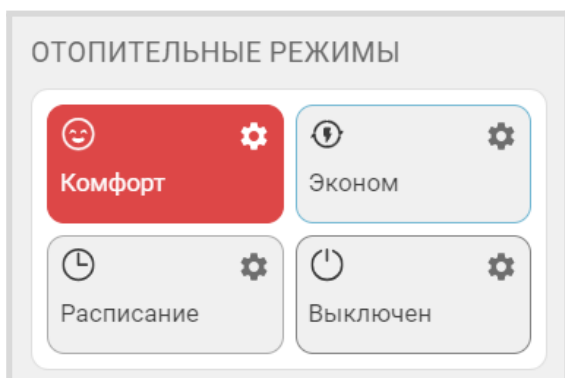 ОТОПИТЕЛЬНЫЕ РЕЖИМЫ
Комфорт
Эконом
Расписание
Выключен